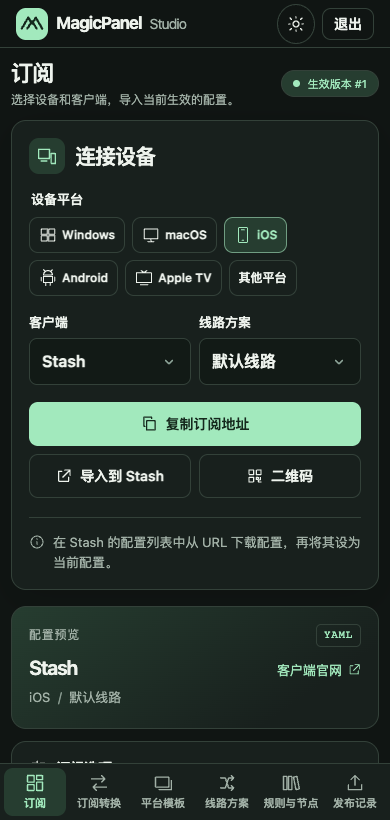 MagicPanel Studio
退出
订阅
生效版本 #1
选择设备和客户端，导入当前生效的配置。
连接设备
设备平台
Windows
macOS
iOS
Android
Apple TV
其他平台
客户端
线路方案
Stash
默认线路
复制订阅地址
导入到 Stash
二维码
在 Stash 的配置列表中从 URL 下载配置，再将其设为
当前配置。
配置预览
YAML
Stash
客户端官网
iOS / 默认线路
订阅
订阅转换
平台模板
线路方案
规则与节点
发布记录